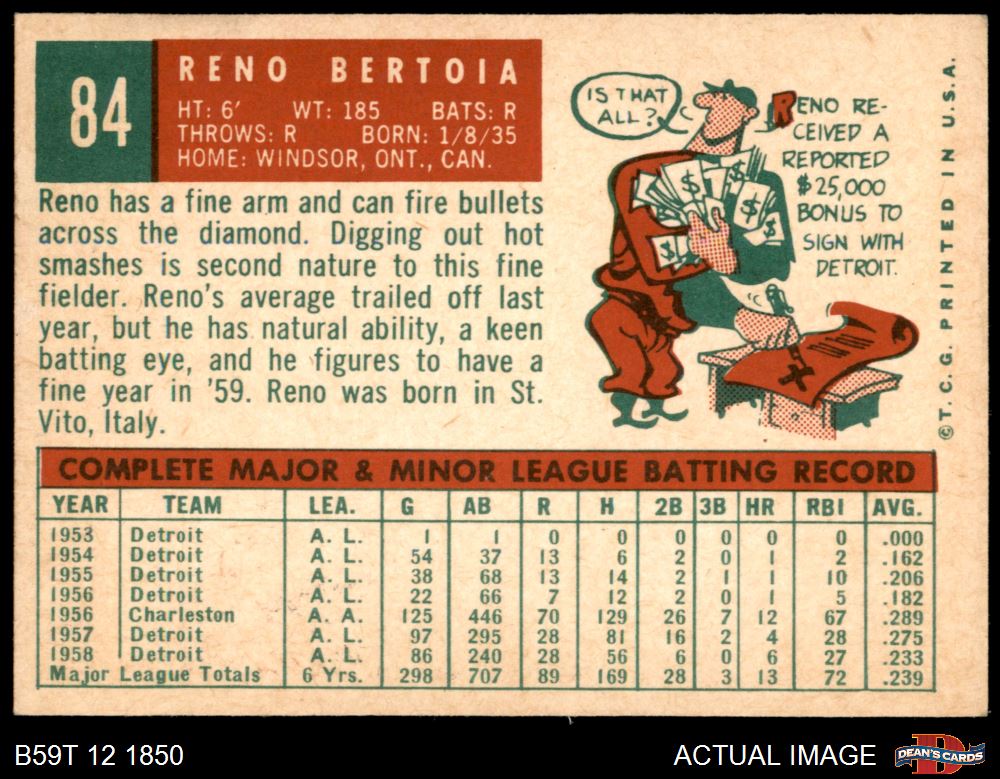 84
RENO BERTOIA
HT: 6' WT: 185 BATS: R
THROWS: R BORN: 1/8/35
HOME: WINDSOR, ONT., CAN.
Reno has a fine arm and can fire bullets
across the diamond. Digging out hot
smashes is second nature to this fine
fielder. Reno's average trailed off last
year, but he has natural ability, a keen
batting eye, and he figures to have a
fine year in '59. Reno was born in St.
Vito, Italy.
IS THAT
ALL?
RENO RE-
CEIVED A
REPORTED
$25,000
BONUS TO
SIGN WITH
DETROIT.
© T. C. G. PRINTED IN U.S.A.
COMPLETE MAJOR & MINOR LEAGUE BATTING RECORD
YEAR TEAM LEA. G AB R H 2B 3B HR RBI AVG.
1953 Detroit A. L. 1 1 0 0 0 0 0 0 .000
1954 Detroit A. L. 54 37 13 6 2 0 1 2 .162
1955 Detroit A. L. 38 68 13 14 2 1 1 10 .206
1956 Detroit A. L. 22 66 7 12 2 0 1 5 .182
1956 Charleston A. A. 125 446 70 129 26 7 12 67 .289
1957 Detroit A. L. 97 295 28 81 16 2 4 28 .275
1958 Detroit A. L. 86 240 28 56 6 0 6 27 .233
Major League Totals 6 Yrs. 298 707 89 169 28 3 13 72 .239
B59T 12 1850
ACTUAL IMAGE
DEAN'S CARDS